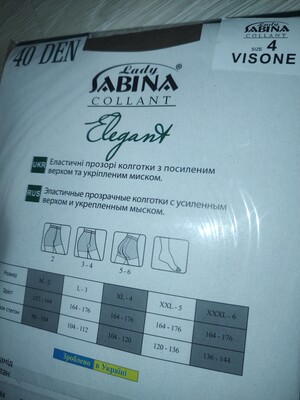 40 DEN
Lady
SABINA
COLLANT
Elegant
SABINA
COLLANT
SIZE 4
VISONE
UKR Еластичні прозорі колготки з посиленим
верхом та укріпленим миском.
RUS Эластичные прозрачные колготки с усиленным
верхом и укрепленным мыском.
2 3 - 4 5 - 6
L - 3 XL - 4 XXL - 5 XXXL - 6
164 - 176 164 - 176 164 - 176 164 - 176
104 - 112 104 - 120 120 - 136 136 - 144
Зроблено в Україні